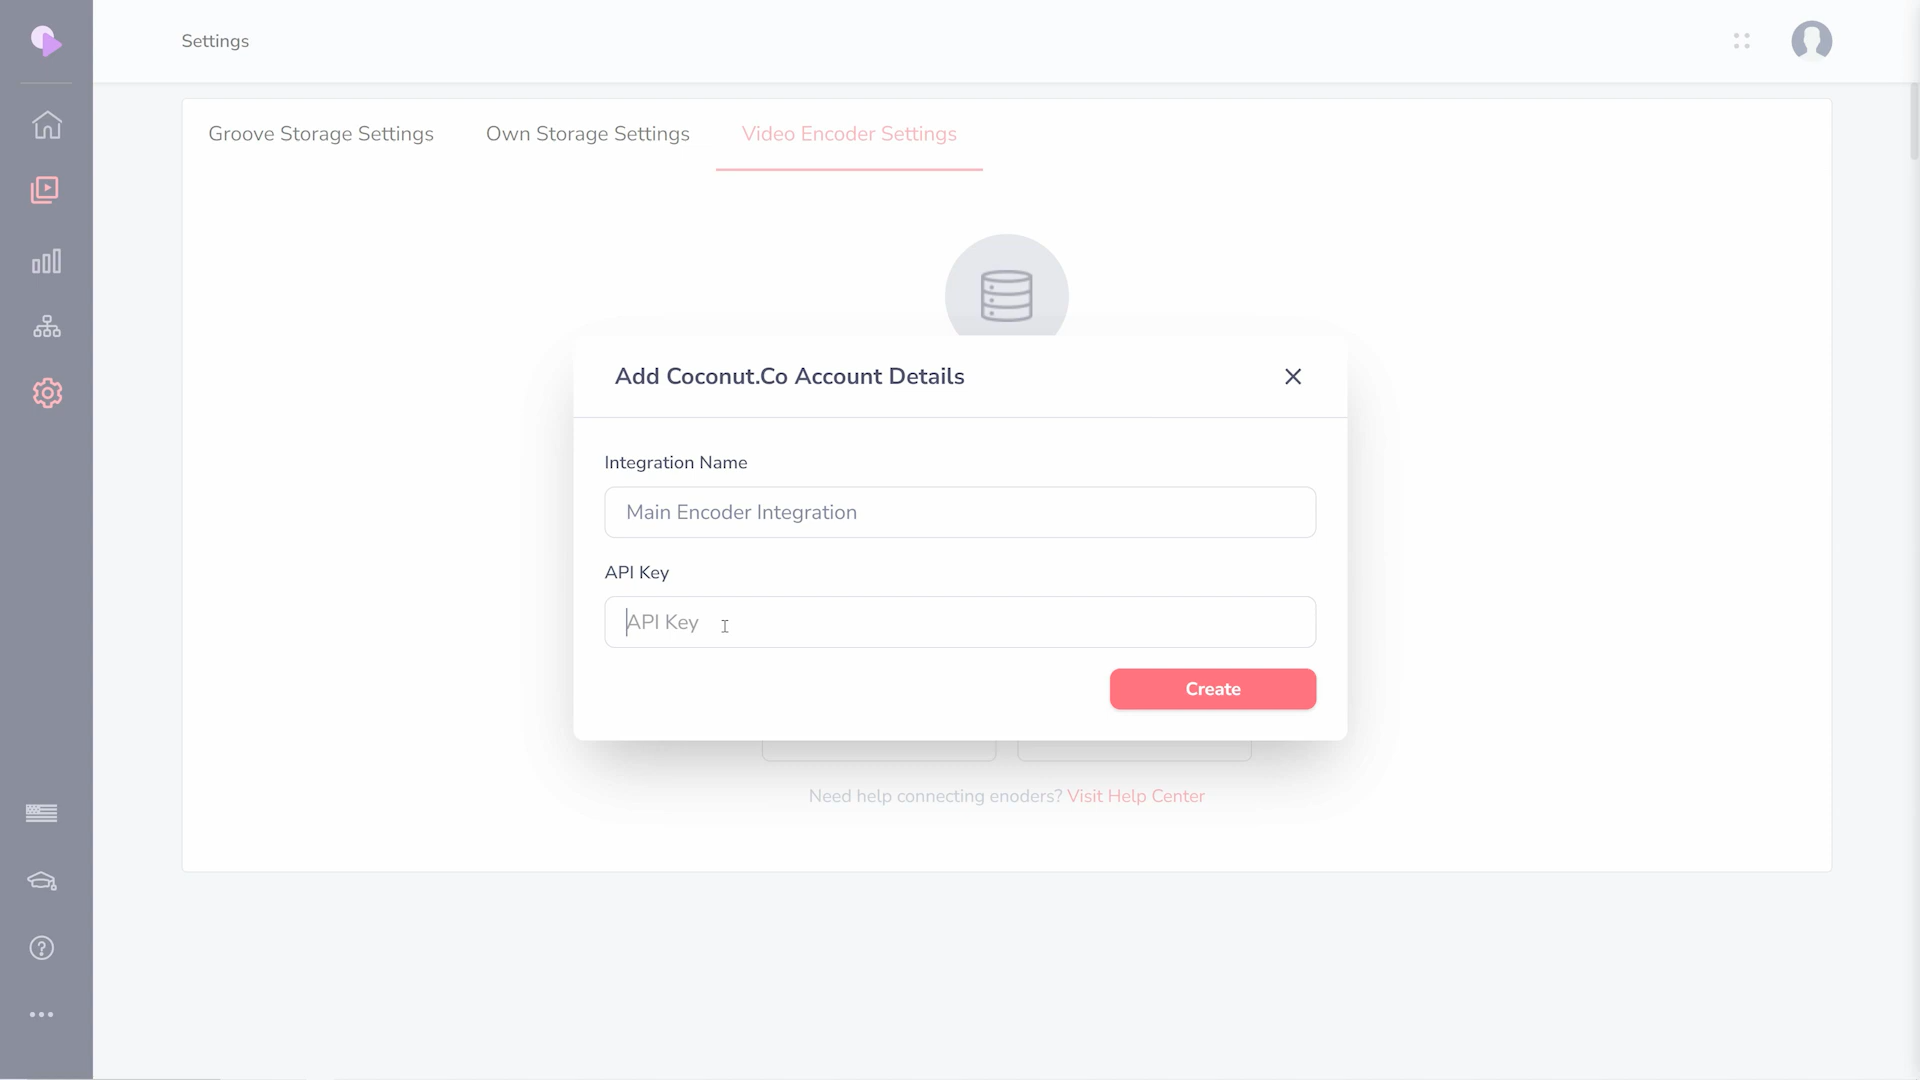 Settings
Groove Storage Settings
Own Storage Settings
Video Encoder Settings
Add Coconut.Co Account Details
Integration Name
Main Encoder Integration
API Key
API Key
Create
Need help connecting enoders? Visit Help Center